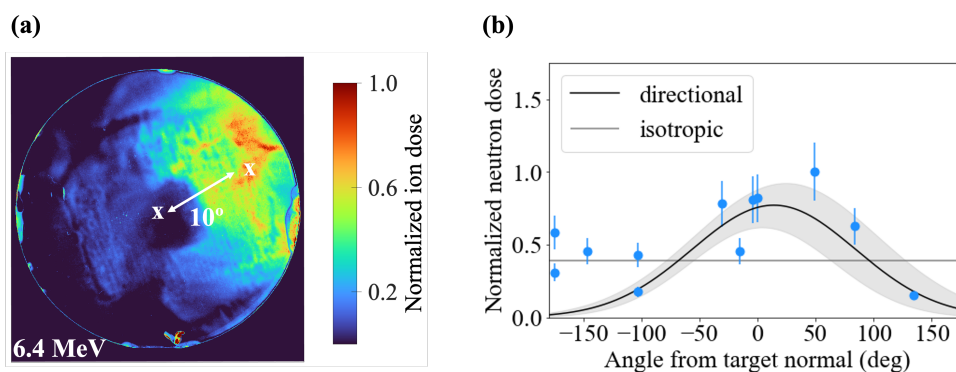 (a)
x
x
10°
6.4 MeV
1.0
0.6
0.2
Normalized ion dose
(b)
Normalized neutron dose
1.5
1.0
0.5
0.0
directional
isotropic
−150
−100
−50
0
50
100
150
Angle from target normal (deg)